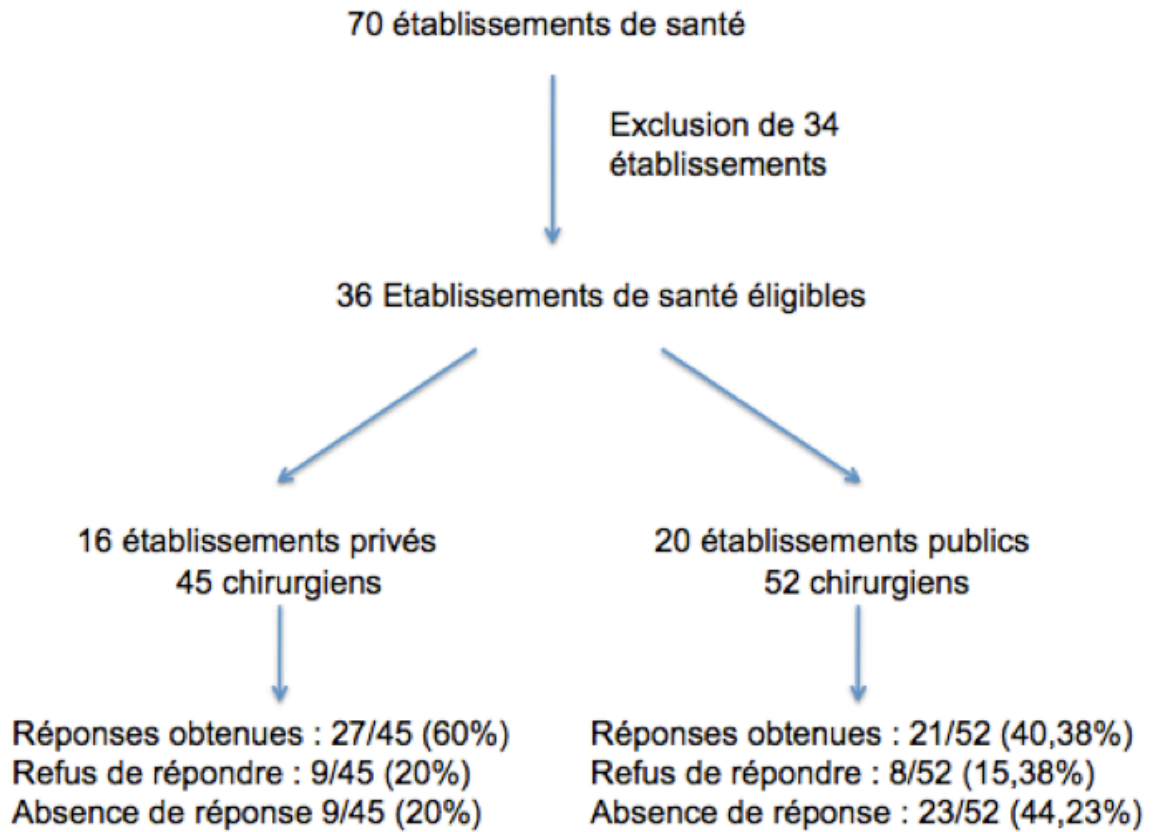 70 établissements de santé
Exclusion de 34
établissements
36 Etablissements de santé éligibles
16 établissements privés
45 chirurgiens
20 établissements publics
52 chirurgiens
Réponses obtenues : 27/45 (60%)
Refus de répondre : 9/45 (20%)
Absence de réponse 9/45 (20%)
Réponses obtenues : 21/52 (40,38%)
Refus de répondre : 8/52 (15,38%)
Absence de réponse : 23/52 (44,23%)